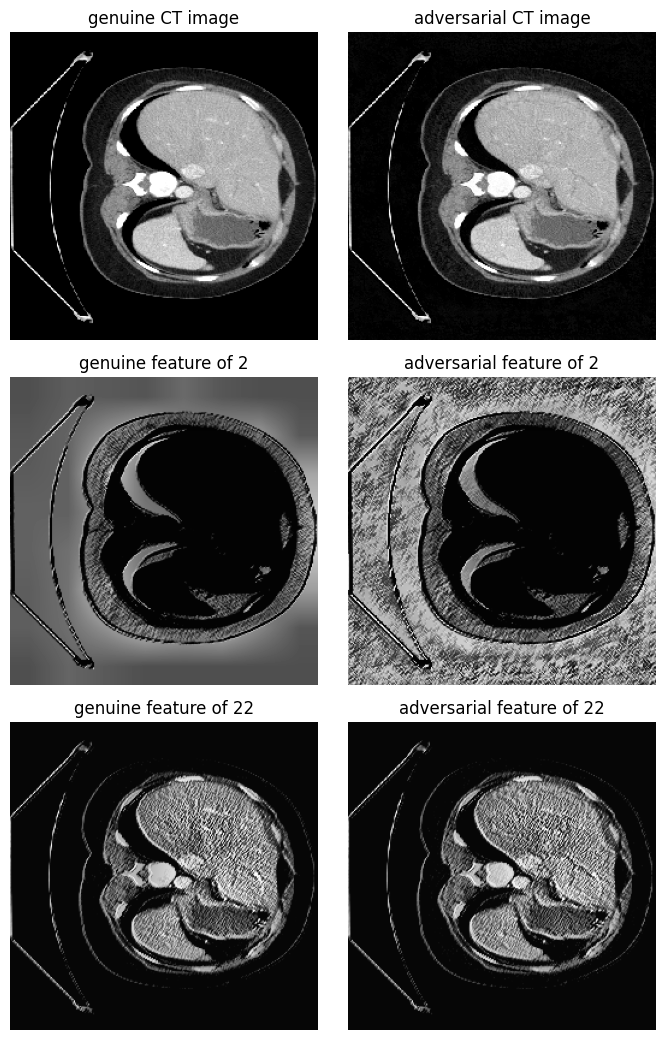 genuine CT image
adversarial CT image
genuine feature of 2
adversarial feature of 2
genuine feature of 22
adversarial feature of 22